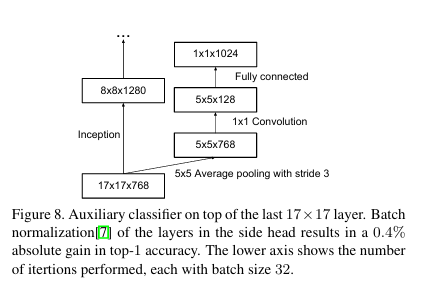 ...
1x1x1024
Fully connected
8x8x1280
5x5x128
1x1 Convolution
Inception
5x5x768
5x5 Average pooling with stride 3
17x17x768
Figure 8. Auxiliary classifier on top of the last 17×17 layer. Batch
normalization[7] of the layers in the side head results in a 0.4%
absolute gain in top-1 accuracy. The lower axis shows the number
of itertions performed, each with batch size 32.